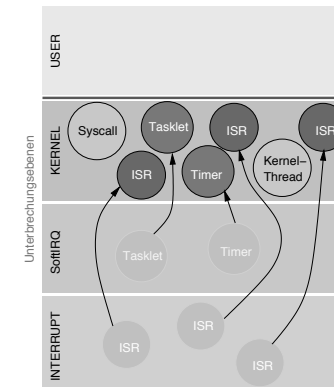 Unterbrechungsebenen
USER
KERNEL
Syscall
Tasklet
ISR
ISR
ISR
Timer
Kernel–
Thread
SoftIRQ
Tasklet
Timer
INTERRUPT
ISR
ISR
ISR